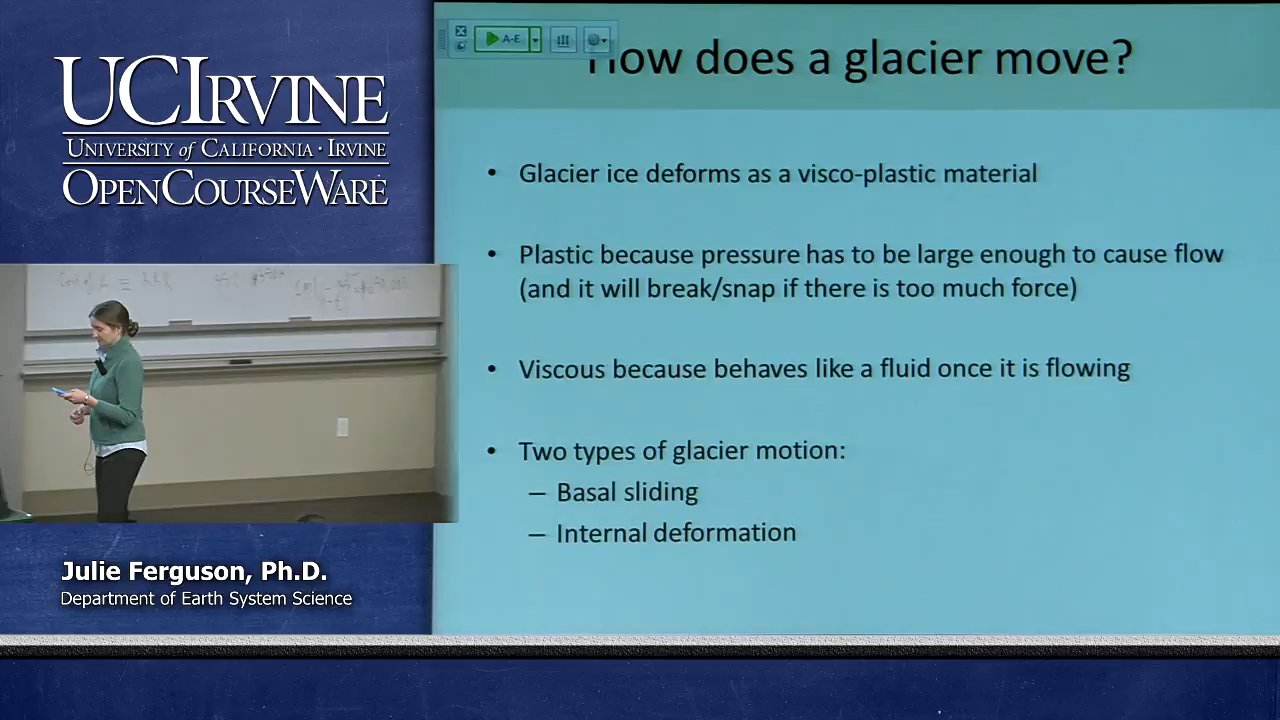 UCIRVINE
UNIVERSITY of CALIFORNIA · IRVINE
OPENCOURSEWARE
Julie Ferguson, Ph.D.
Department of Earth System Science
A-E
How does a glacier move?
• Glacier ice deforms as a visco-plastic material
• Plastic because pressure has to be large enough to cause flow
(and it will break/snap if there is too much force)
• Viscous because behaves like a fluid once it is flowing
• Two types of glacier motion:
– Basal sliding
– Internal deformation